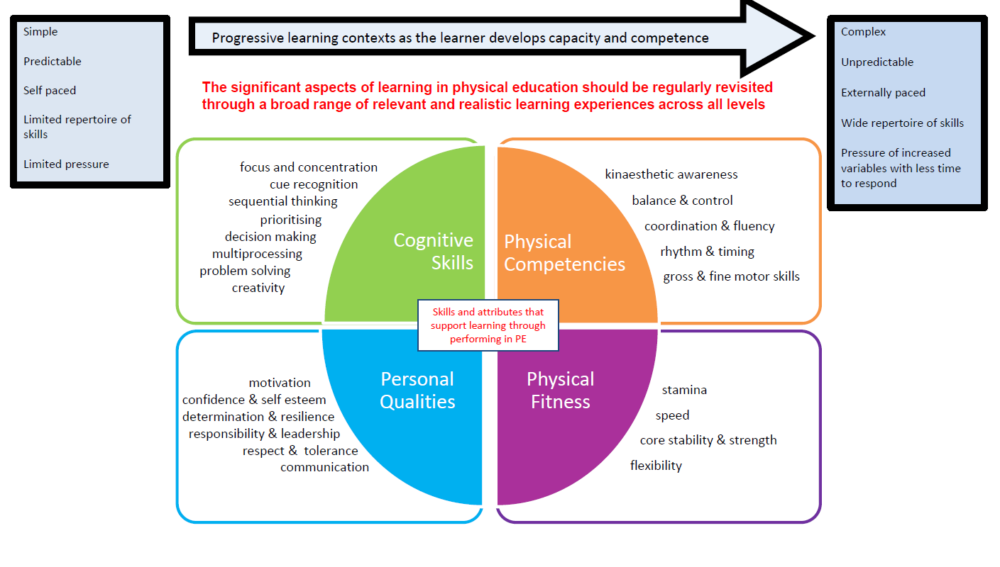 Simple
Predictable
Self paced
Limited repertoire of
skills
Limited pressure
Progressive learning contexts as the learner develops capacity and competence
Complex
Unpredictable
Externally paced
Wide repertoire of skills
Pressure of increased
variables with less time
to respond
The significant aspects of learning in physical education should be regularly revisited
through a broad range of relevant and realistic learning experiences across all levels
focus and concentration
cue recognition
sequential thinking
prioritising
decision making
multiprocessing
problem solving
creativity
Cognitive
Skills
Physical
Competencies
kinaesthetic awareness
balance & control
coordination & fluency
rhythm & timing
gross & fine motor skills
Skills and attributes that
support learning through
performing in PE
motivation
confidence & self esteem
determination & resilience
responsibility & leadership
respect & tolerance
communication
Personal
Qualities
Physical
Fitness
stamina
speed
core stability & strength
flexibility